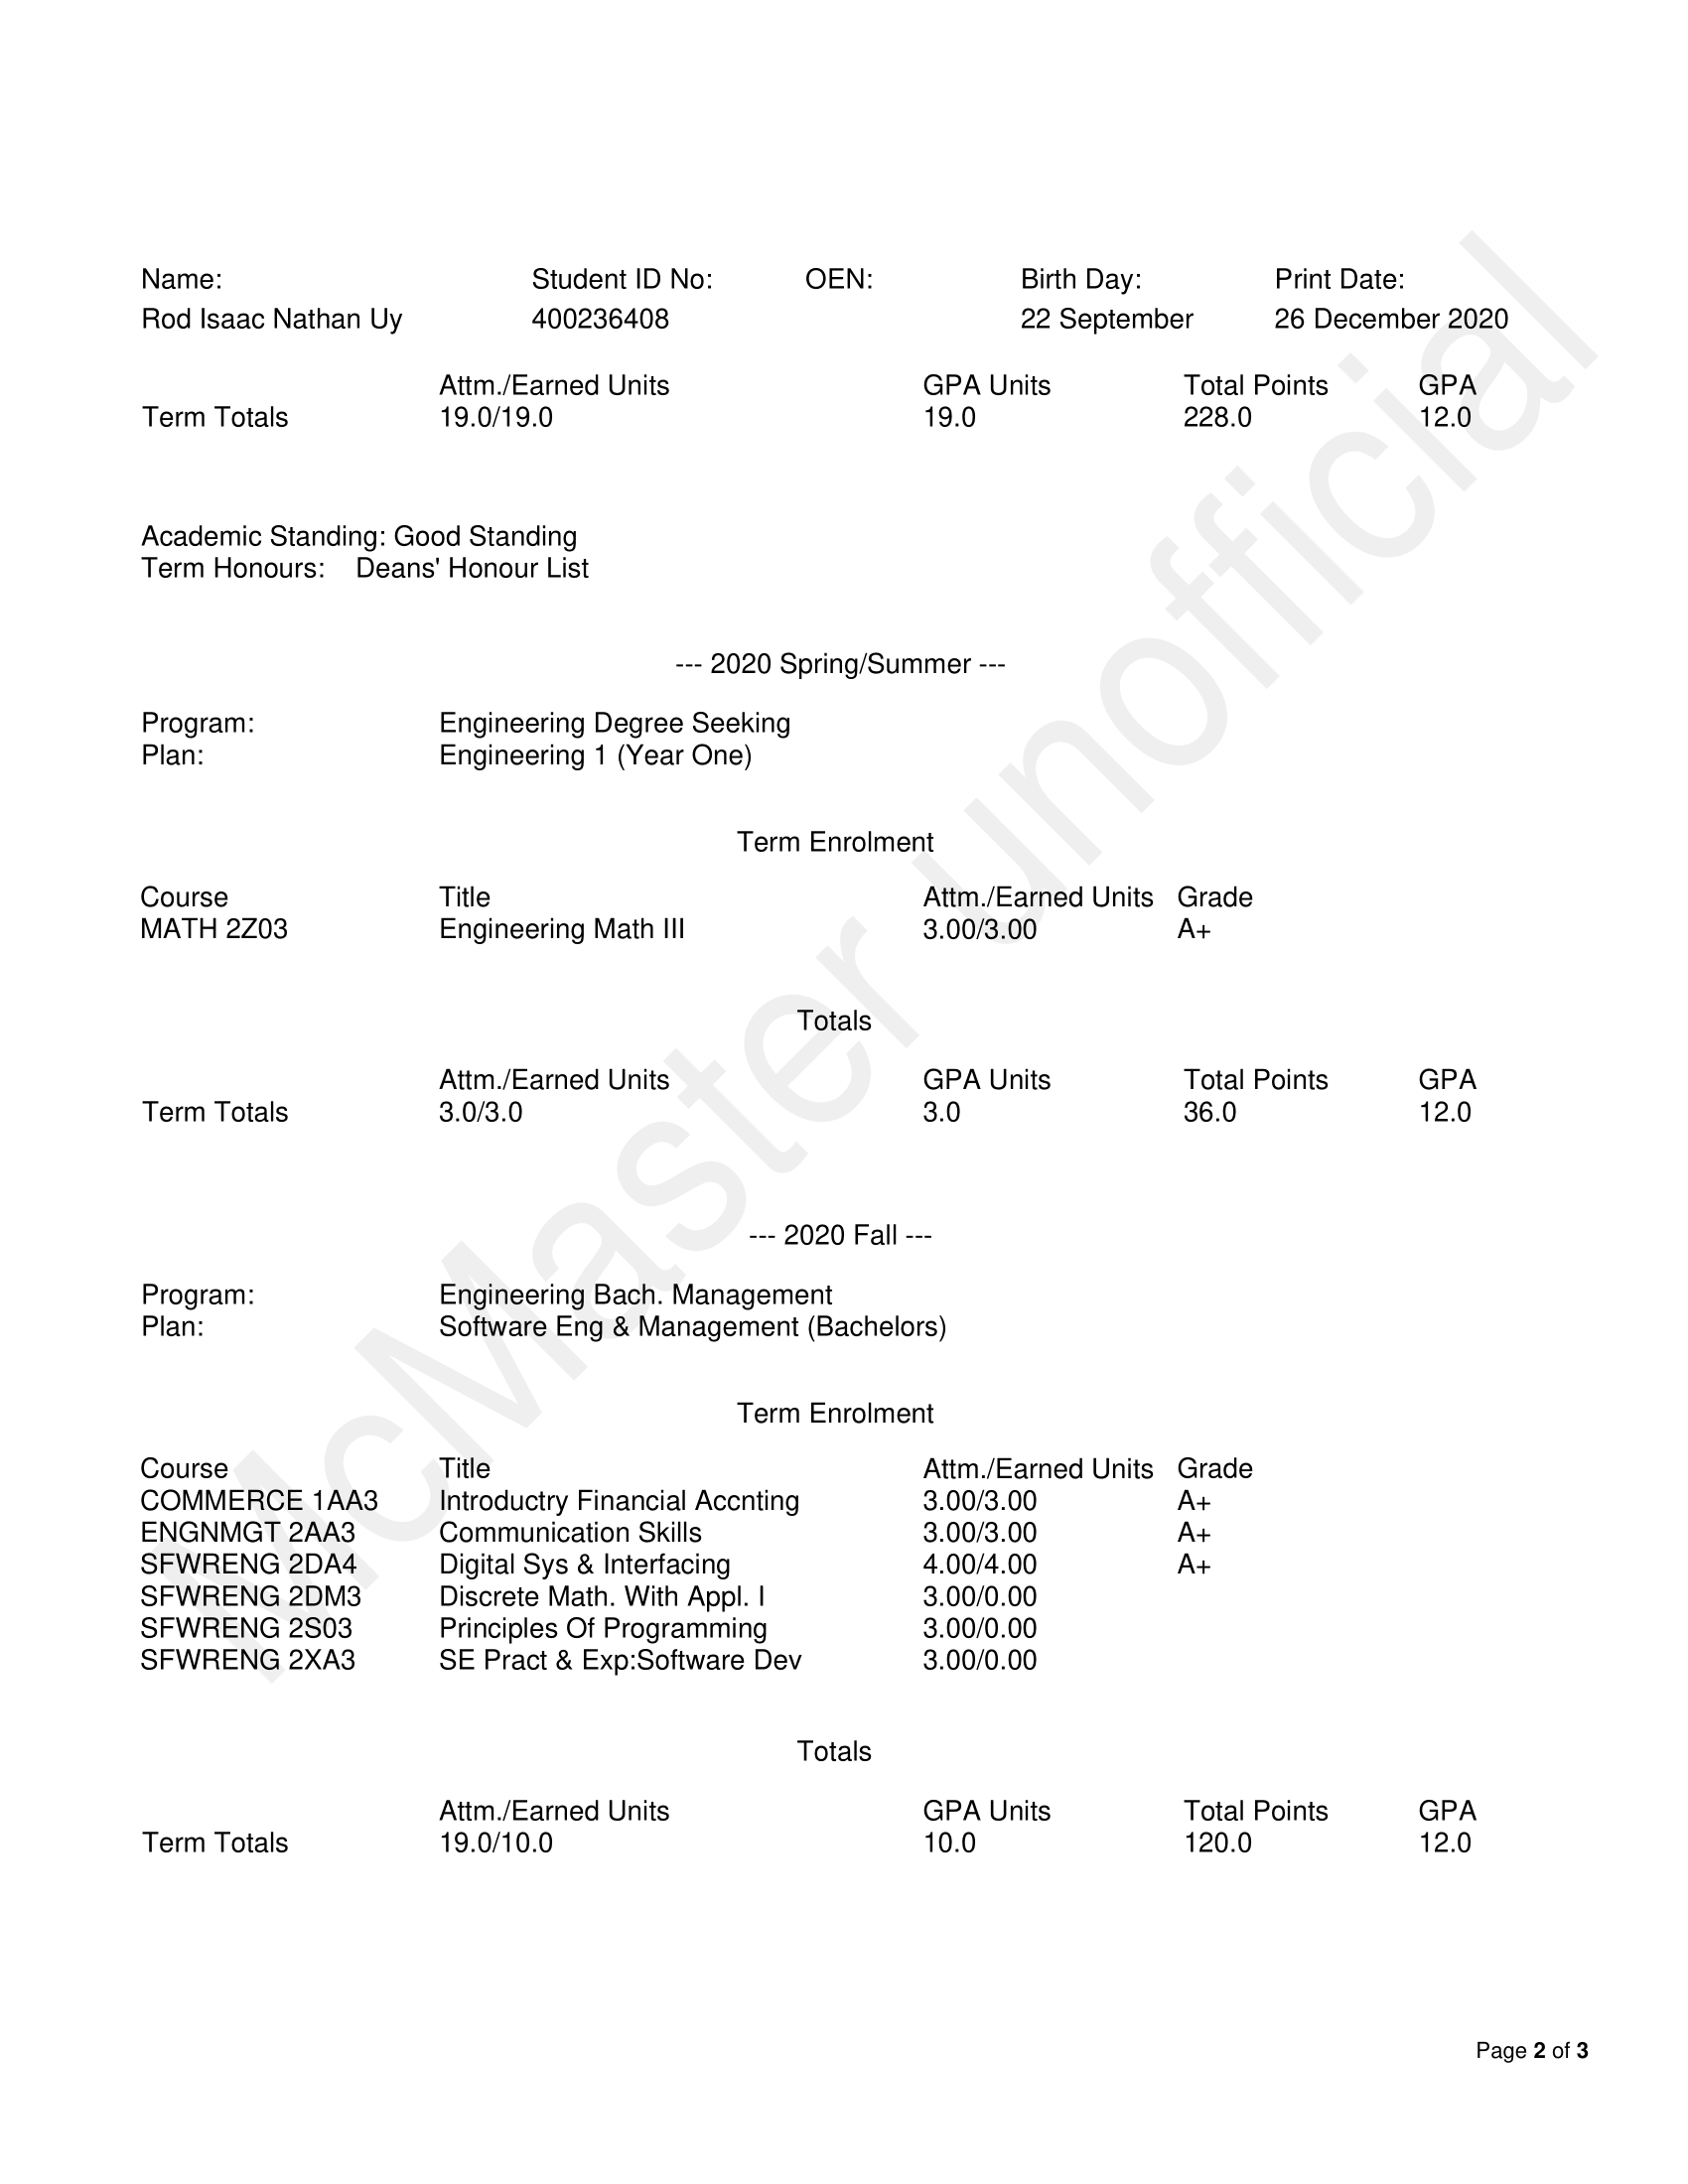 Name: Student ID No: OEN: Birth Day: Print Date:
Rod Isaac Nathan Uy 400236408 22 September 26 December 2020
Attm./Earned Units GPA Units Total Points GPA
Term Totals 19.0/19.0 19.0 228.0 12.0
Academic Standing: Good Standing
Term Honours: Deans' Honour List
--- 2020 Spring/Summer ---
Program: Engineering Degree Seeking
Plan: Engineering 1 (Year One)
Term Enrolment
Course Title Attm./Earned Units Grade
MATH 2Z03 Engineering Math III 3.00/3.00 A+
Totals
Attm./Earned Units GPA Units Total Points GPA
Term Totals 3.0/3.0 3.0 36.0 12.0
--- 2020 Fall ---
Program: Engineering Bach. Management
Plan: Software Eng & Management (Bachelors)
Term Enrolment
Course Title Attm./Earned Units Grade
COMMERCE 1AA3 Introductry Financial Accnting 3.00/3.00 A+
ENGNMGT 2AA3 Communication Skills 3.00/3.00 A+
SFWRENG 2DA4 Digital Sys & Interfacing 4.00/4.00 A+
SFWRENG 2DM3 Discrete Math. With Appl. I 3.00/0.00
SFWRENG 2S03 Principles Of Programming 3.00/0.00
SFWRENG 2XA3 SE Pract & Exp:Software Dev 3.00/0.00
Totals
Attm./Earned Units GPA Units Total Points GPA
Term Totals 19.0/10.0 10.0 120.0 12.0
Page 2 of 3
McMaster unofficial